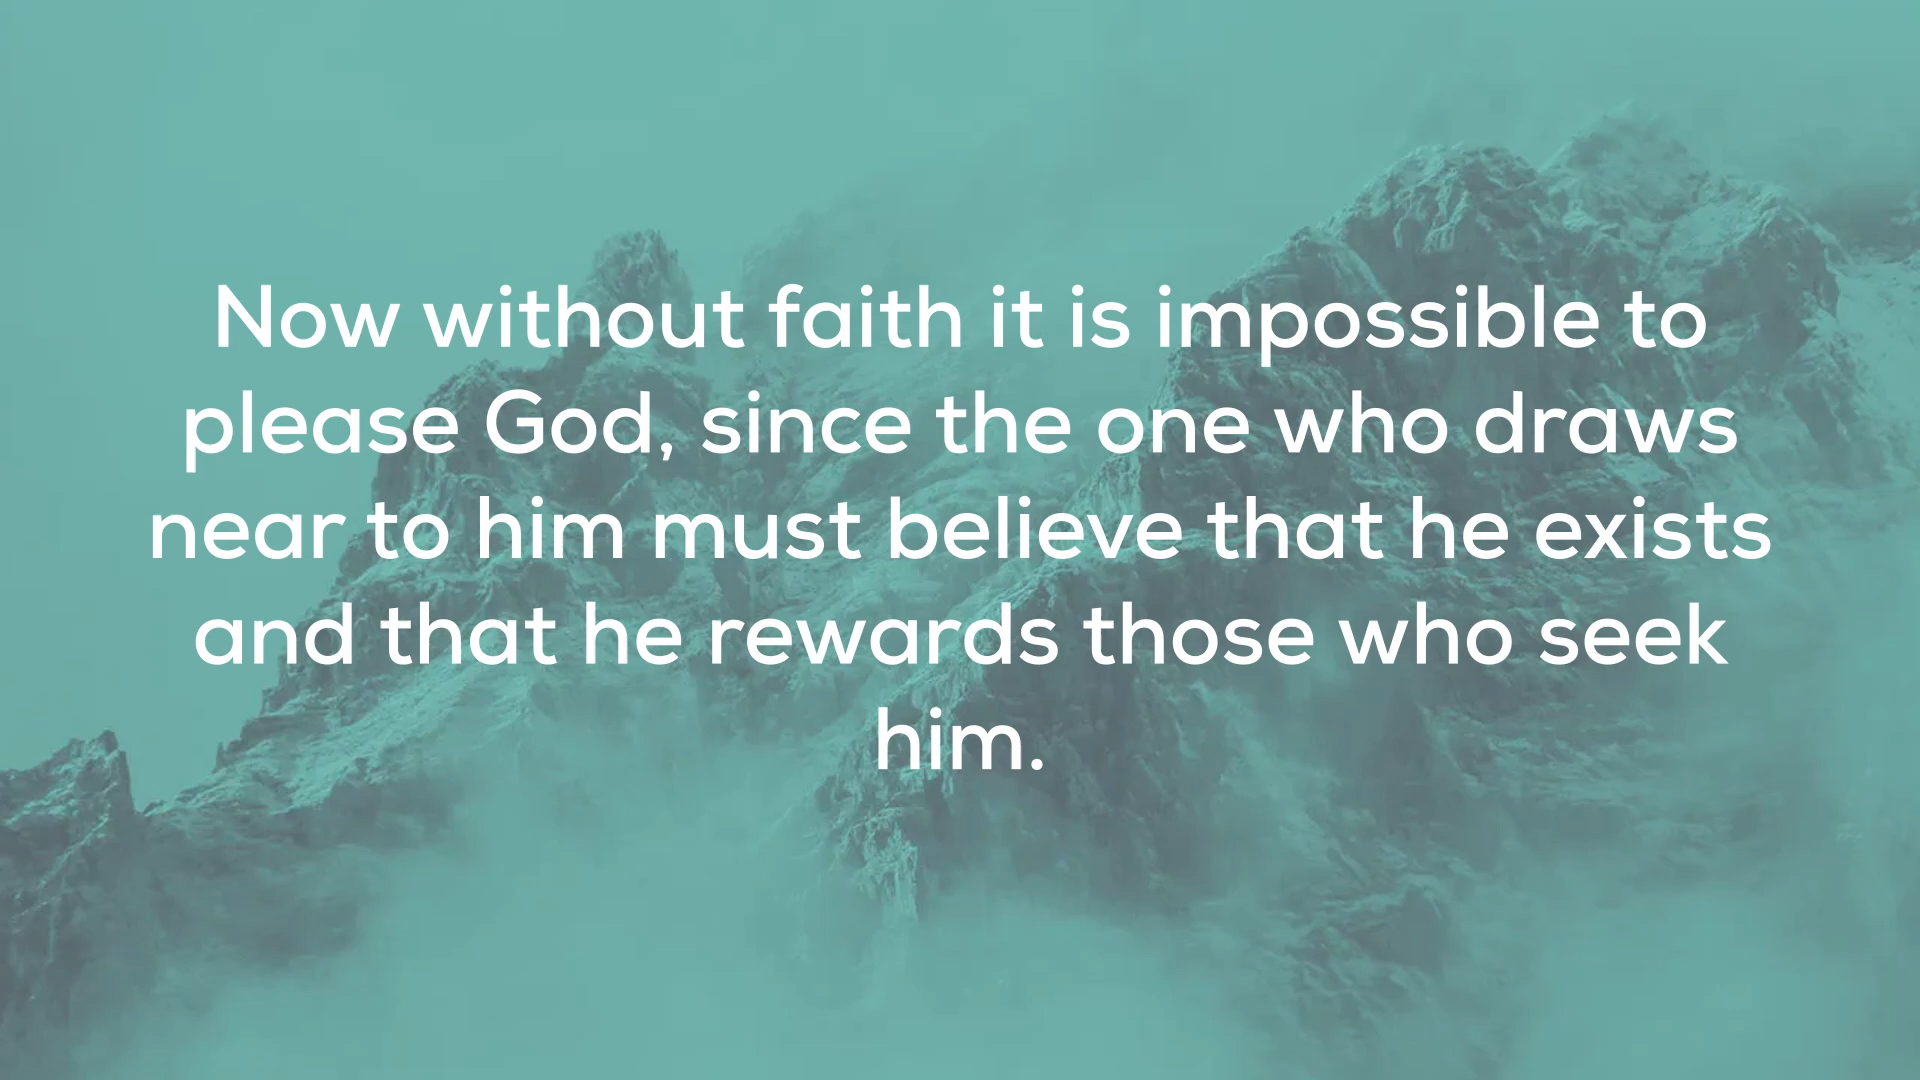 Now without faith it is impossible to
please God, since the one who draws
near to him must believe that he exists
and that he rewards those who seek
him.